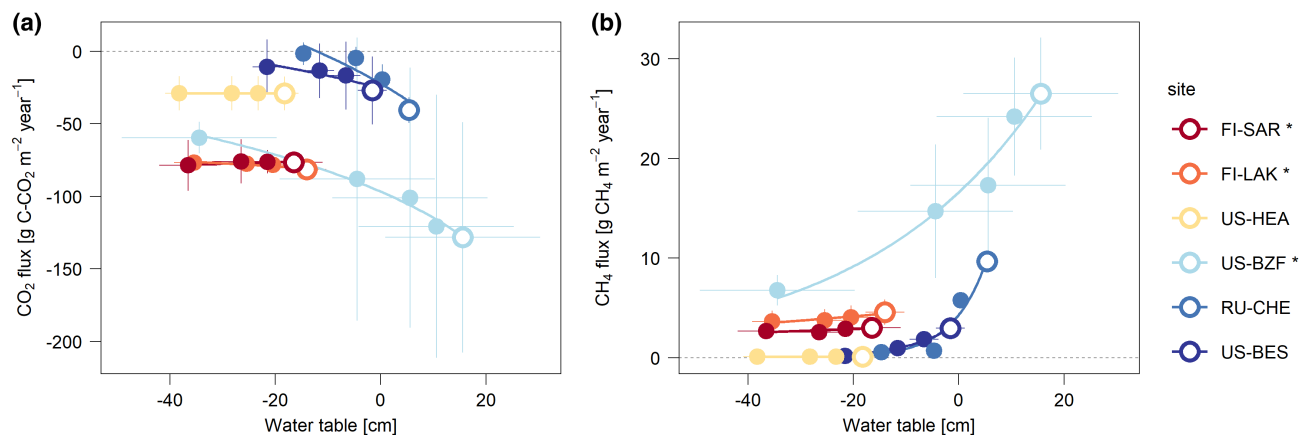 (a)
0
-50
-100
-150
-200
CO₂ flux [g C-CO₂ m⁻² year⁻¹]
-40 -20 0 20
Water table [cm]
(b)
30
20
10
0
CH₄ flux [g CH₄ m⁻² year⁻¹]
-40 -20 0 20
Water table [cm]
site
FI-SAR *
FI-LAK *
US-HEA
US-BZF *
RU-CHE
US-BES